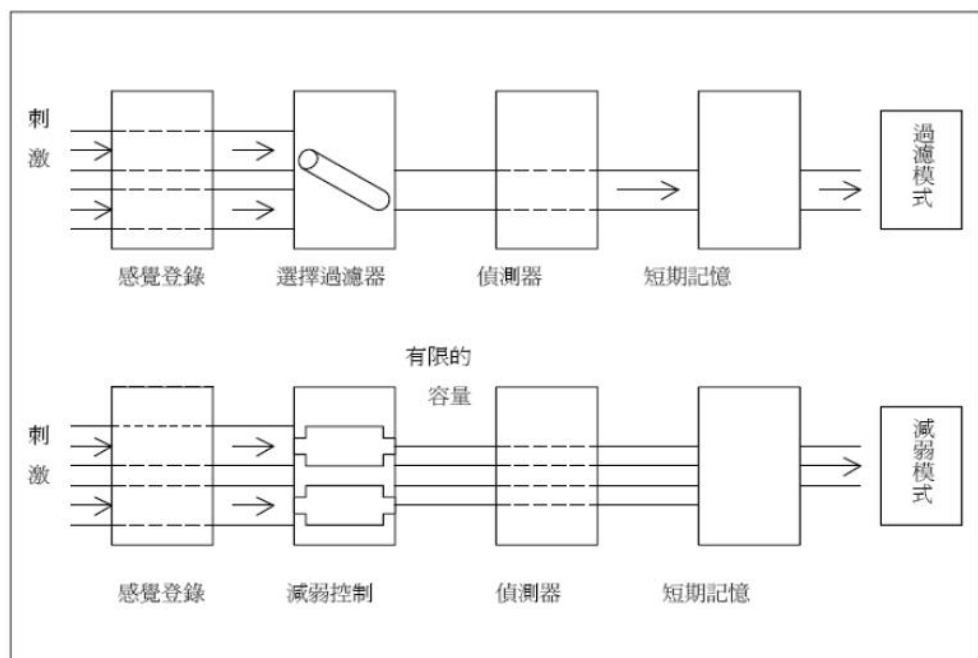 刺
激
過濾模式
感覺登錄
選擇過濾器
偵測器
短期記憶
有限的
容量
刺
激
減弱模式
感覺登錄
減弱控制
偵測器
短期記憶